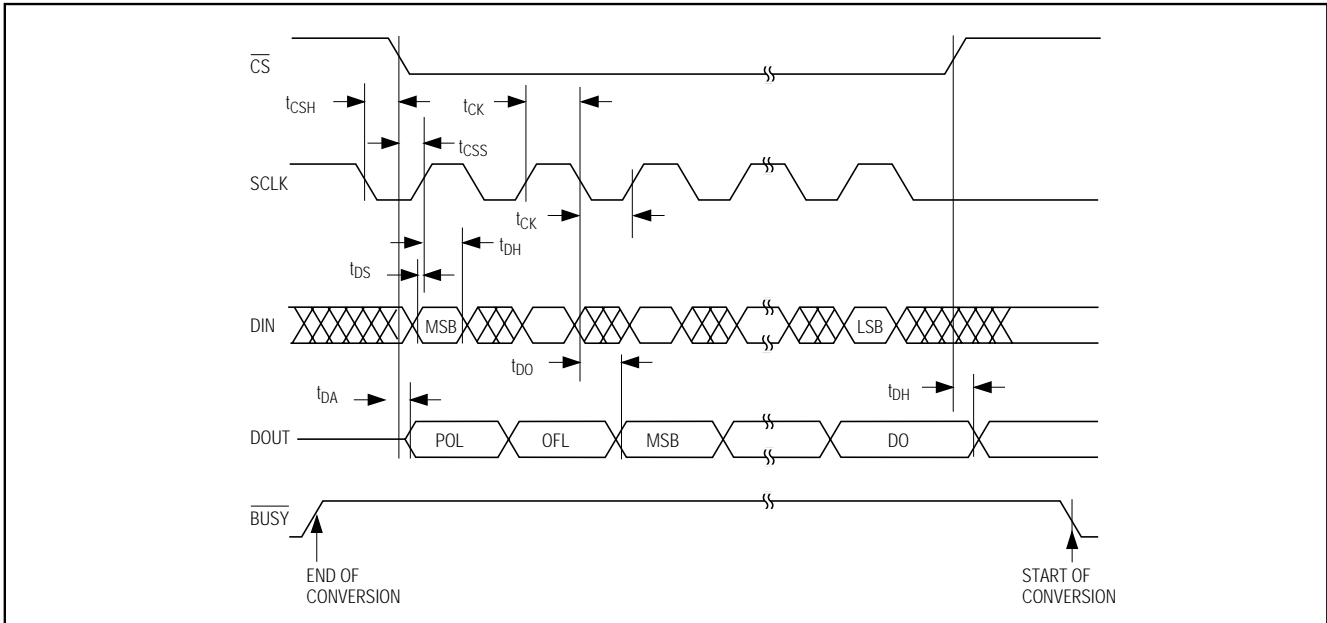 CS
tCSH
tCK
tCSS
SCLK
tCK
tDH
tDS
DIN
MSB
LSB
tDO
tDA
tDH
DOUT
POL
OFL
MSB
DO
BUSY
END OF
CONVERSION
START OF
CONVERSION